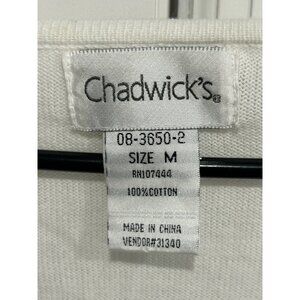 Chadwick's®
08-3650-2
SIZE M
RN107444
100%COTTON
MADE IN CHINA
VENDOR#31340